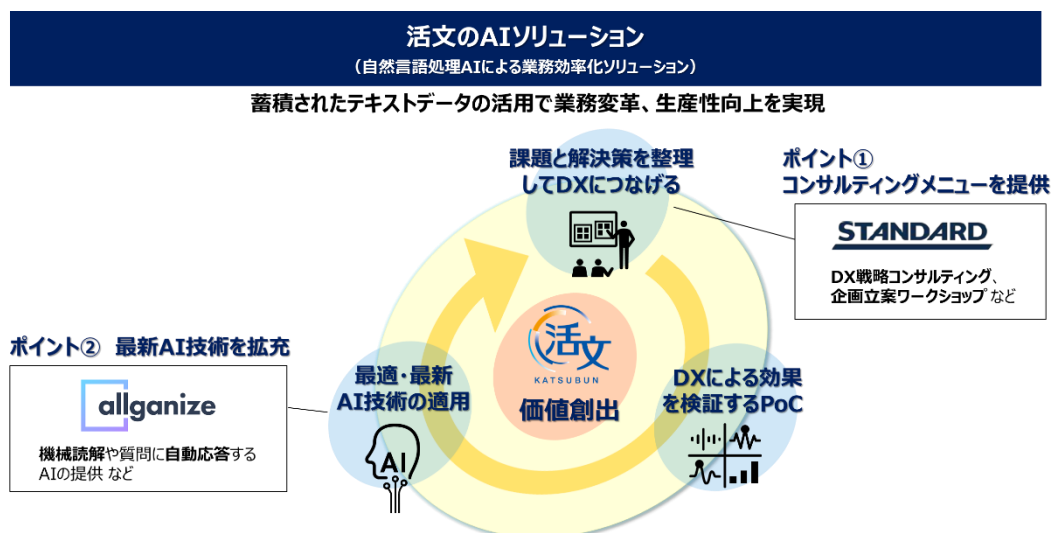 活文のAIソリューション
(自然言語処理AIによる業務効率化ソリューション)
蓄積されたテキストデータの活用で業務変革、生産性向上を実現
課題と解決策を整理
してDXにつなげる
ポイント①
コンサルティングメニューを提供
STANDARD
DX戦略コンサルティング、
企画立案ワークショップ など
活文
KATSUBUN
価値創出
DXによる効果
を検証するPoC
最適・最新
AI技術の適用
AI
ポイント② 最新AI技術を拡充
allganize
機械読解や質問に自動応答する
AIの提供 など